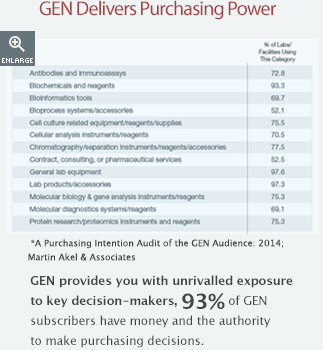 GEN Delivers Purchasing Power
ENLARGE
% of Labs/
Facilities Using
This Category
Antibodies and immunoassays 72.8
Biochemicals and reagents 93.3
Bioinformatics tools 69.7
Bioprocess systems/accessories 52.1
Cell culture related equipment/reagents/supplies 75.5
Cellular analysis instruments/reagents 70.5
Chromatography/separation instruments/reagents/accessories 77.5
Contract, consulting, or pharmaceutical services 52.5
General lab equipment 97.6
Lab products/accessories 97.3
Molecular biology & gene analysis instruments/reagents 75.3
Molecular diagnostics systems/reagents 69.1
Protein research/proteomics instruments and reagents 75.3
*A Purchasing Intention Audit of the GEN Audience: 2014;
Martin Akel & Associates
GEN provides you with unrivalled exposure
to key decision-makers, 93% of GEN
subscribers have money and the authority
to make purchasing decisions.